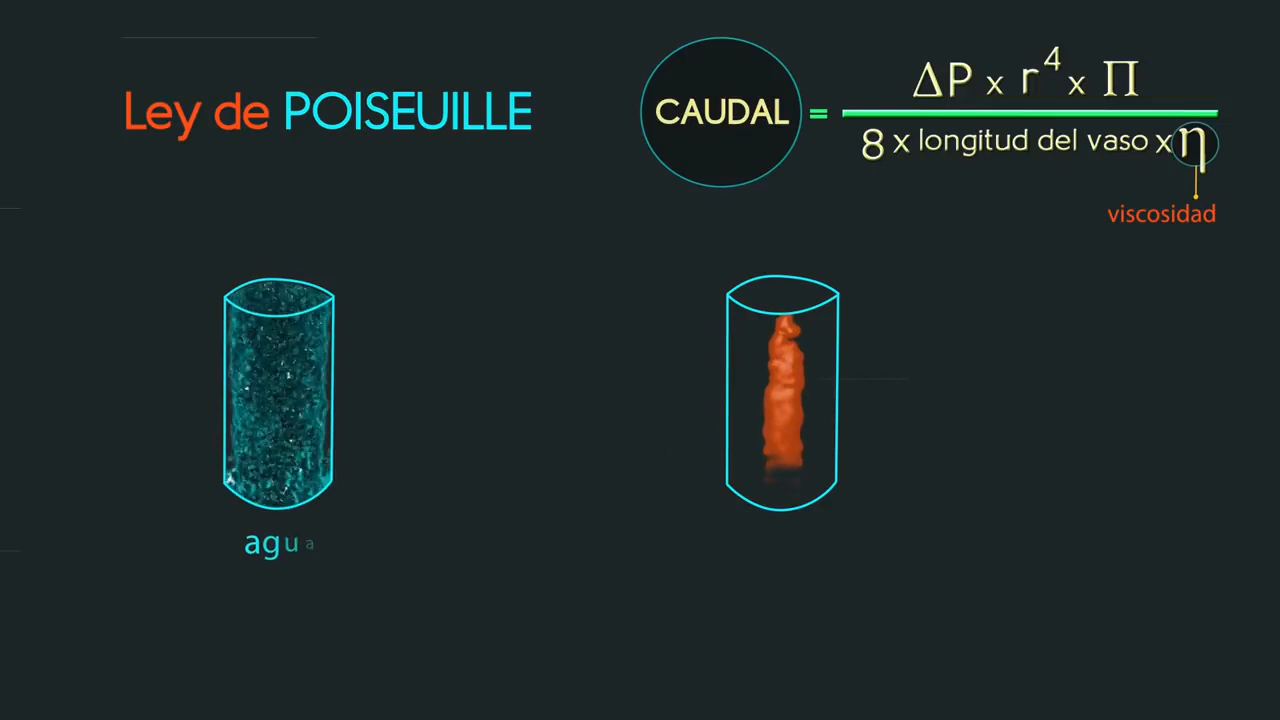 Ley de POISEUILLE
CAUDAL = ΔP x r⁴ x Π
8 x longitud del vaso x η
viscosidad
agua